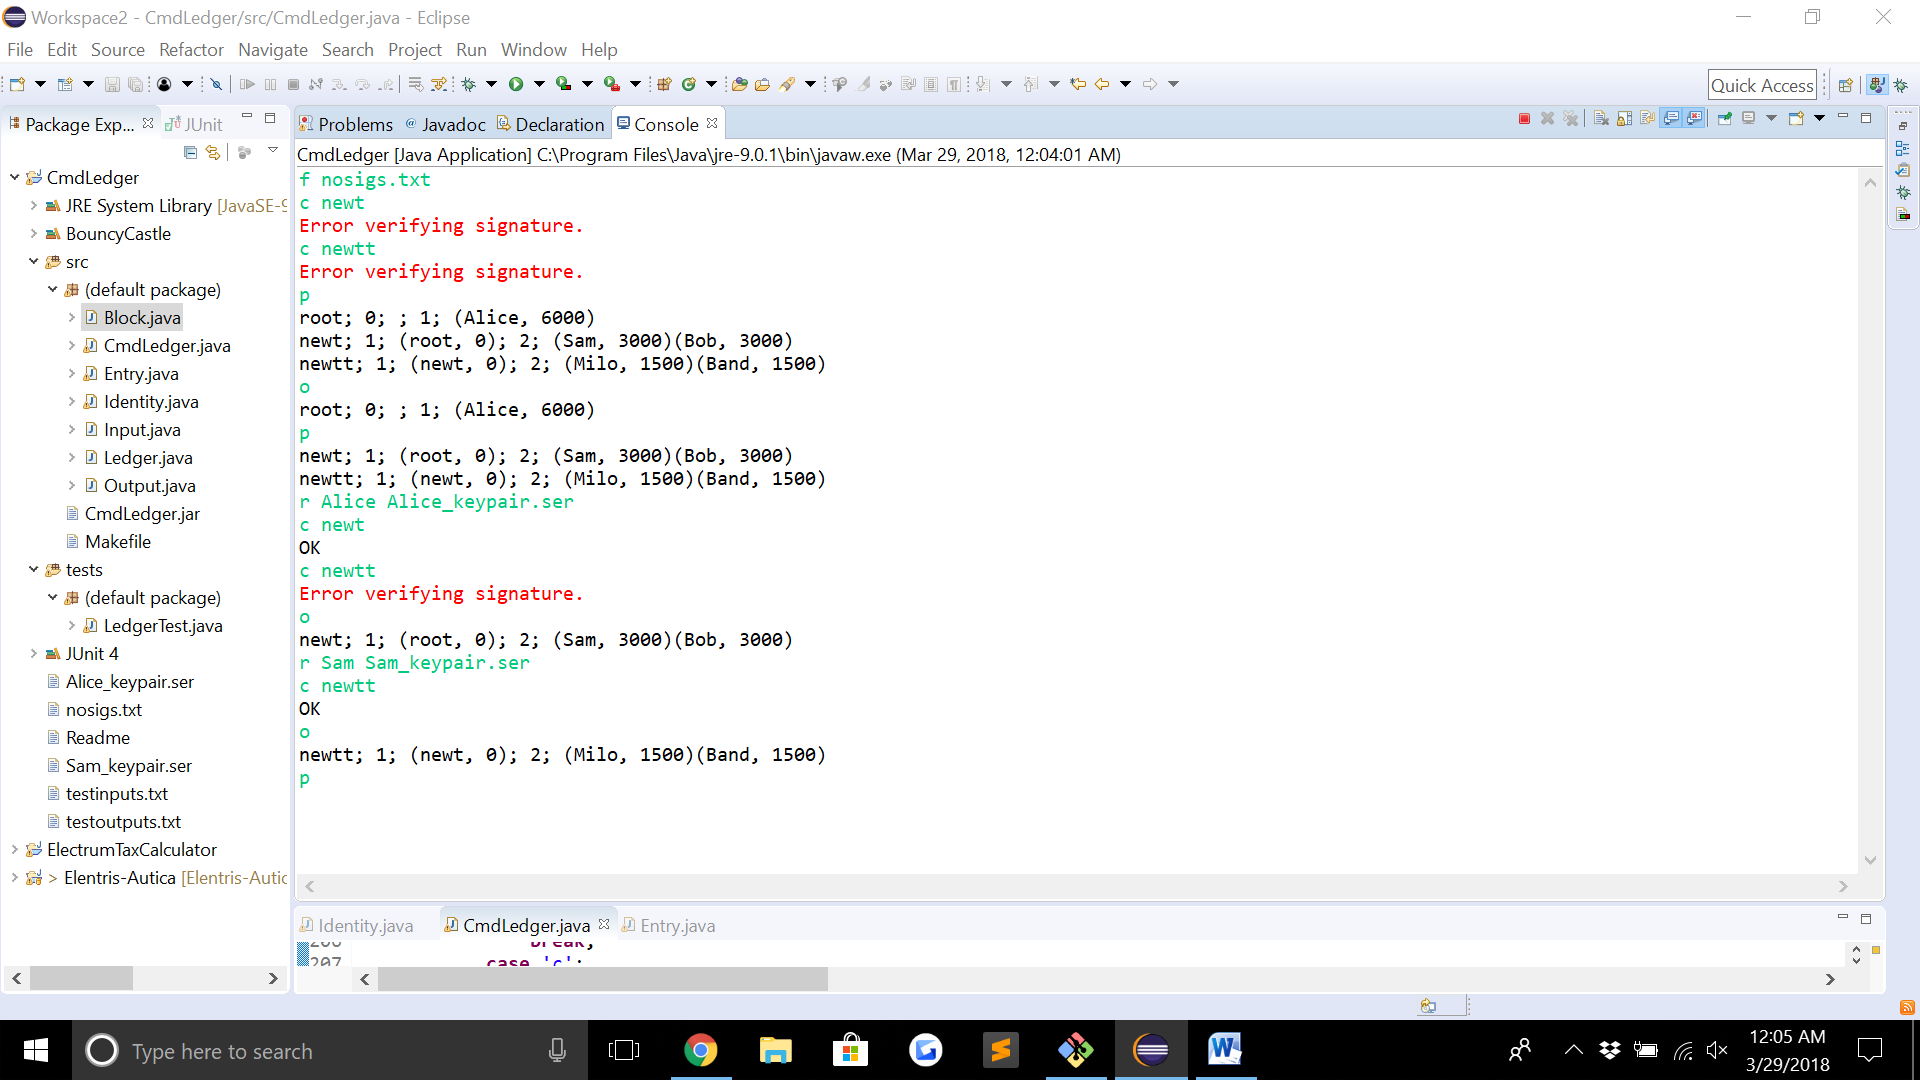 Workspace2 - CmdLedger/src/CmdLedger.java - Eclipse
File Edit Source Refactor Navigate Search Project Run Window Help
Quick Access
Package Exp... JUnit
Problems Javadoc Declaration Console
CmdLedger [Java Application] C:\Program Files\Java\jre-9.0.1\bin\javaw.exe (Mar 29, 2018, 12:04:01 AM)
CmdLedger
JRE System Library [JavaSE-9
BouncyCastle
src
(default package)
Block.java
CmdLedger.java
Entry.java
Identity.java
Input.java
Ledger.java
Output.java
CmdLedger.jar
Makefile
tests
(default package)
LedgerTest.java
JUnit 4
Alice_keypair.ser
nosigs.txt
Readme
Sam_keypair.ser
testinputs.txt
testoutputs.txt
ElectrumTaxCalculator
> Elentris-Autica [Elentris-Autic
f nosigs.txt
c newt
Error verifying signature.
c newtt
Error verifying signature.
p
root; 0; ; 1; (Alice, 6000)
newt; 1; (root, 0); 2; (Sam, 3000)(Bob, 3000)
newtt; 1; (newt, 0); 2; (Milo, 1500)(Band, 1500)
o
root; 0; ; 1; (Alice, 6000)
p
newt; 1; (root, 0); 2; (Sam, 3000)(Bob, 3000)
newtt; 1; (newt, 0); 2; (Milo, 1500)(Band, 1500)
r Alice Alice_keypair.ser
c newt
OK
c newtt
Error verifying signature.
o
newt; 1; (root, 0); 2; (Sam, 3000)(Bob, 3000)
r Sam Sam_keypair.ser
c newtt
OK
o
newtt; 1; (newt, 0); 2; (Milo, 1500)(Band, 1500)
p
Identity.java CmdLedger.java Entry.java
break;
207 case 'c':
Type here to search
12:05 AM
3/29/2018